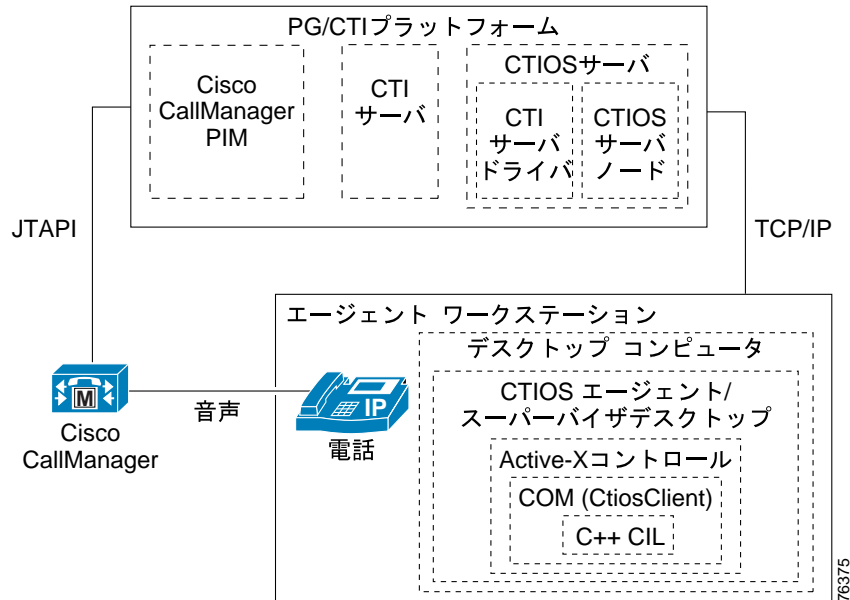 PG/CTIプラットフォーム
Cisco
CallManager
PIM
CTI
サーバ
CTIOSサーバ
CTI
サーバ
ドライバ
CTIOS
サーバ
ノード
JTAPI
TCP/IP
エージェント ワークステーション
デスクトップ コンピュータ
CTIOS エージェント/
スーパーバイザデスクトップ
Active-Xコントロール
COM (CtiosClient)
C++ CIL
M
Cisco
CallManager
音声
IP
電話
76375